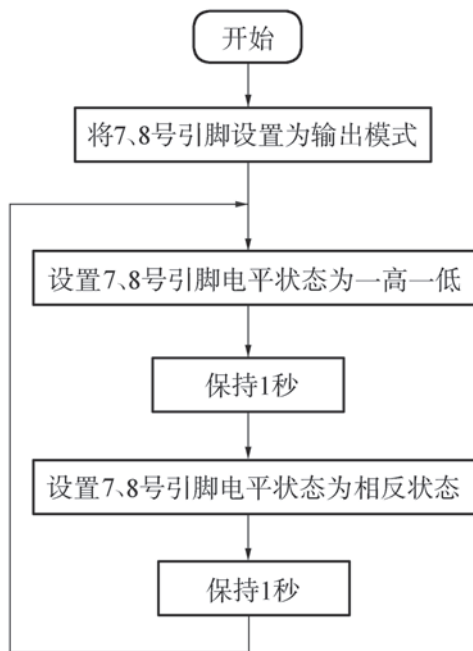 开始
将7、8号引脚设置为输出模式
设置7、8号引脚电平状态为一高一低
保持1秒
设置7、8号引脚电平状态为相反状态
保持1秒